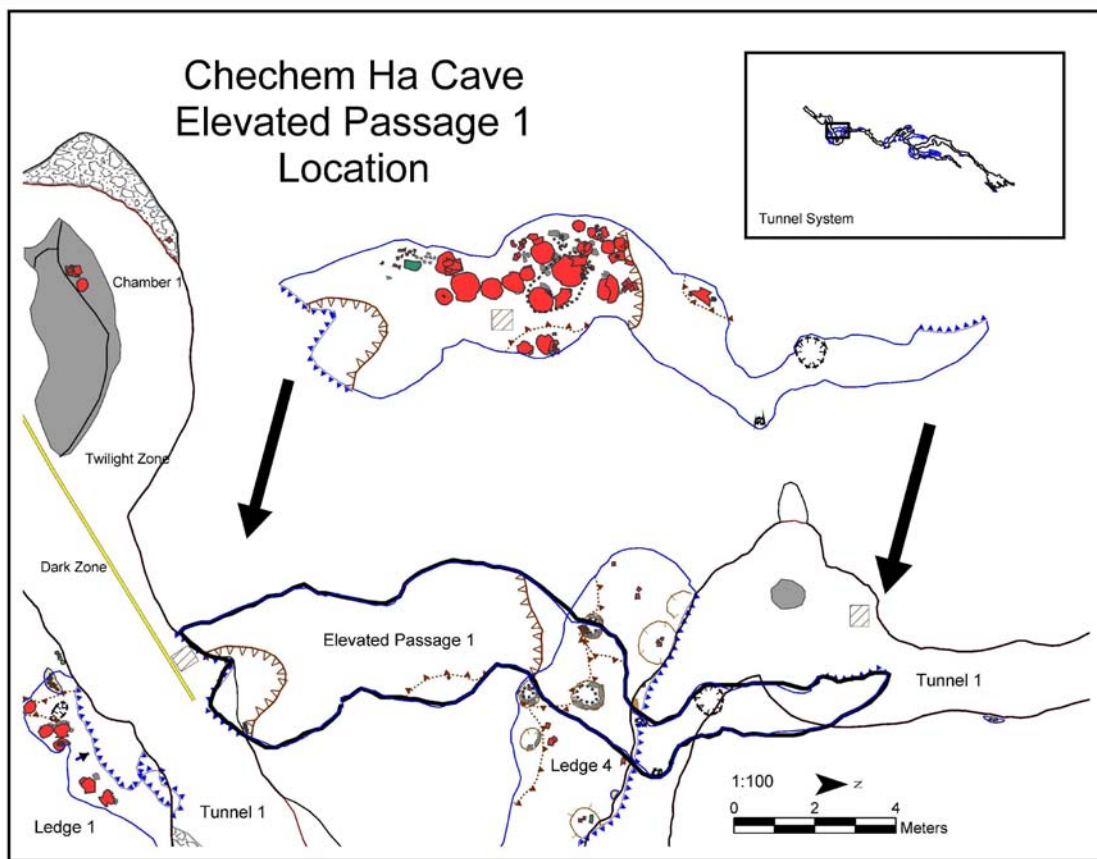 Chechem Ha Cave
Elevated Passage 1
Location
Tunnel System
Chamber 1
Twilight Zone
Dark Zone
Elevated Passage 1
Tunnel 1
Ledge 4
Ledge 1
Tunnel 1
1:100
N
0 2 4
Meters